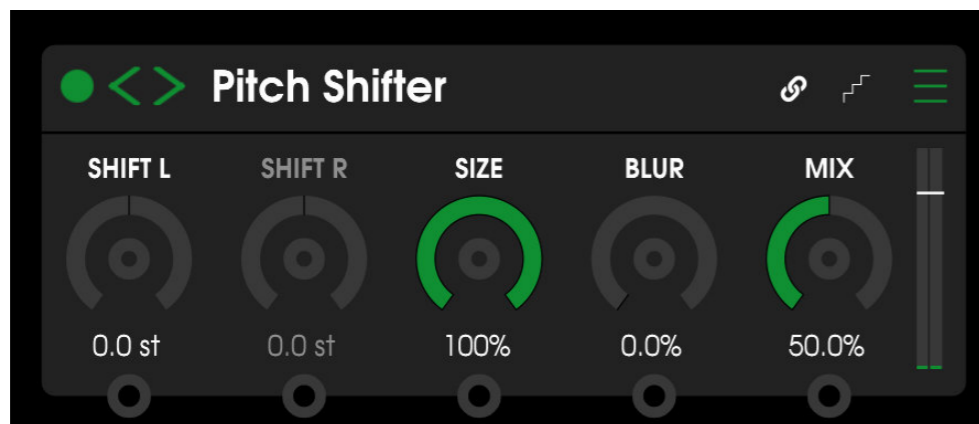 Pitch Shifter
SHIFT L SHIFT R SIZE BLUR MIX
0.0 st 0.0 st 100% 0.0% 50.0%